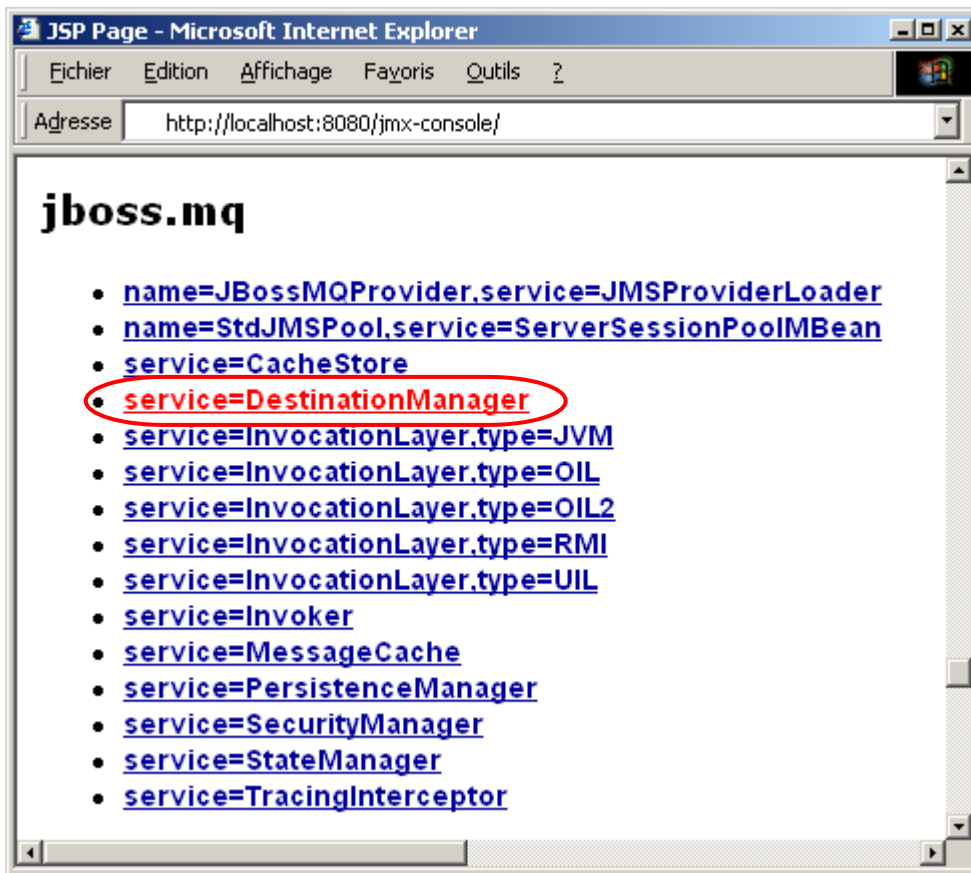 JSP Page - Microsoft Internet Explorer
Fichier Edition Affichage Favoris Outils ?
Adresse http://localhost:8080/jmx-console/
jboss.mq
name=JBossMQProvider,service=JMSProviderLoader
name=StdJMSPool,service=ServerSessionPoolMBean
service=CacheStore
service=DestinationManager
service=InvocationLayer,type=JVM
service=InvocationLayer,type=OIL
service=InvocationLayer,type=OIL2
service=InvocationLayer,type=RMI
service=InvocationLayer,type=UIL
service=Invoker
service=MessageCache
service=PersistenceManager
service=SecurityManager
service=StateManager
service=TracingInterceptor